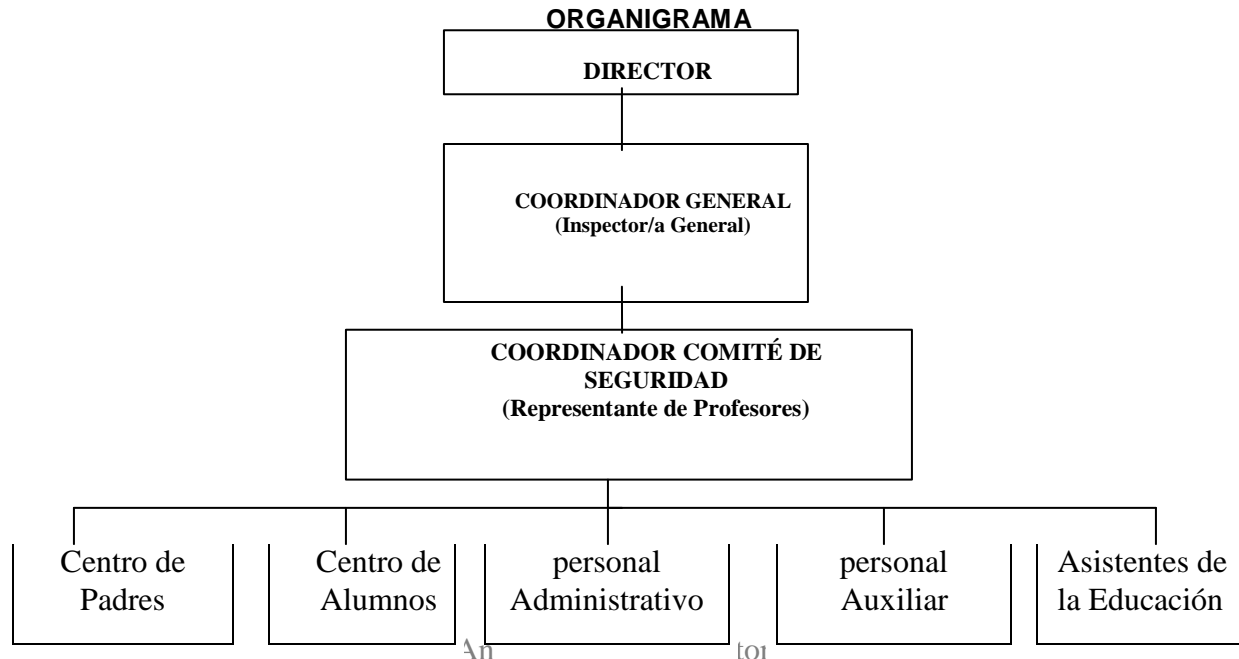 ORGANIGRAMA
DIRECTOR
COORDINADOR GENERAL
(Inspector/a General)
COORDINADOR COMITÉ DE
SEGURIDAD
(Representante de Profesores)
Centro de
Padres
Centro de
Alumnos
personal
Administrativo
personal
Auxiliar
Asistentes de
la Educación